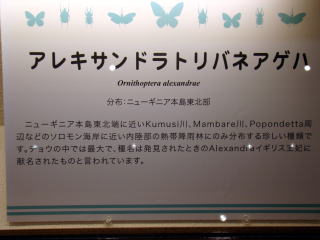 アレキサンドラトリバネアゲハ
Ornithoptera alexandrae
分布：ニューギニア本島東北部
ニューギニア本島東北端に近いKumusi川、Mambare川、Popondetta周
辺などのソロモン海岸に近い内陸部の熱帯降雨林にのみ分布する珍しい種類で
す。チョウの中では最大で、種名は発見されたときのAlexandraイギリス王妃に
献名されたものと言われています。